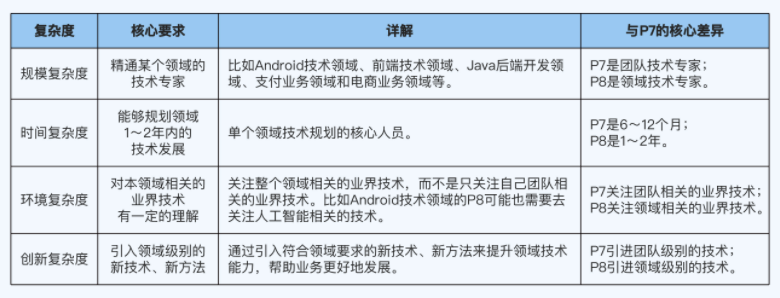 复杂度
核心要求
详解
与P7的核心差异
规模复杂度
精通某个领域的
技术专家
比如Android技术领域、前端技术领域、Java后端开发领
域、支付业务领域和电商业务领域等。
P7是团队技术专家；
P8是领域技术专家。
时间复杂度
能够规划领域
1～2年内的
技术发展
单个领域技术规划的核心人员。
P7是6～12个月；
P8是1～2年。
环境复杂度
对本领域相关的
业界技术
有一定的理解
关注整个领域相关的业界技术，而不是只关注自己团队相
关的业界技术。比如Android技术领域的P8可能也需要去
关注人工智能相关的技术。
P7关注团队相关的业界技术；
P8关注领域相关的业界技术。
创新复杂度
引入领域级别的
新技术、新方法
通过引入符合领域要求的新技术、新方法来提升领域技术
能力，帮助业务更好地发展。
P7引进团队级别的技术；
P8引进领域级别的技术。